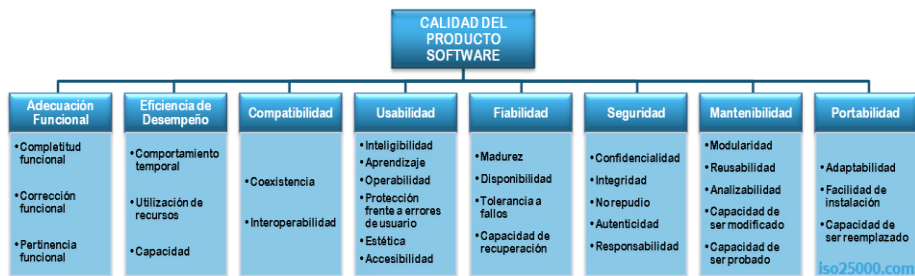 CALIDAD DEL
PRODUCTO
SOFTWARE
Adecuación
Funcional
•Completitud
funcional
•Corrección
funcional
•Pertinencia
funcional
Eficiencia de
Desempeño
•Comportamiento
temporal
•Utilización de
recursos
•Capacidad
Compatibilidad
•Coexistencia
•Interoperabilidad
Usabilidad
•Inteligibilidad
•Aprendizaje
•Operabilidad
•Protección
frente a errores
de usuario
•Estética
•Accesibilidad
Fiabilidad
•Madurez
•Disponibilidad
•Tolerancia a
fallos
•Capacidad de
recuperación
Seguridad
•Confidencialidad
•Integridad
•No repudio
•Autenticidad
•Responsabilidad
Mantenibilidad
•Modularidad
•Reusabilidad
•Analizabilidad
•Capacidad de
ser modificado
•Capacidad de
ser probado
Portabilidad
•Adaptabilidad
•Facilidad de
instalación
•Capacidad de
ser reemplazado
iso25000.com